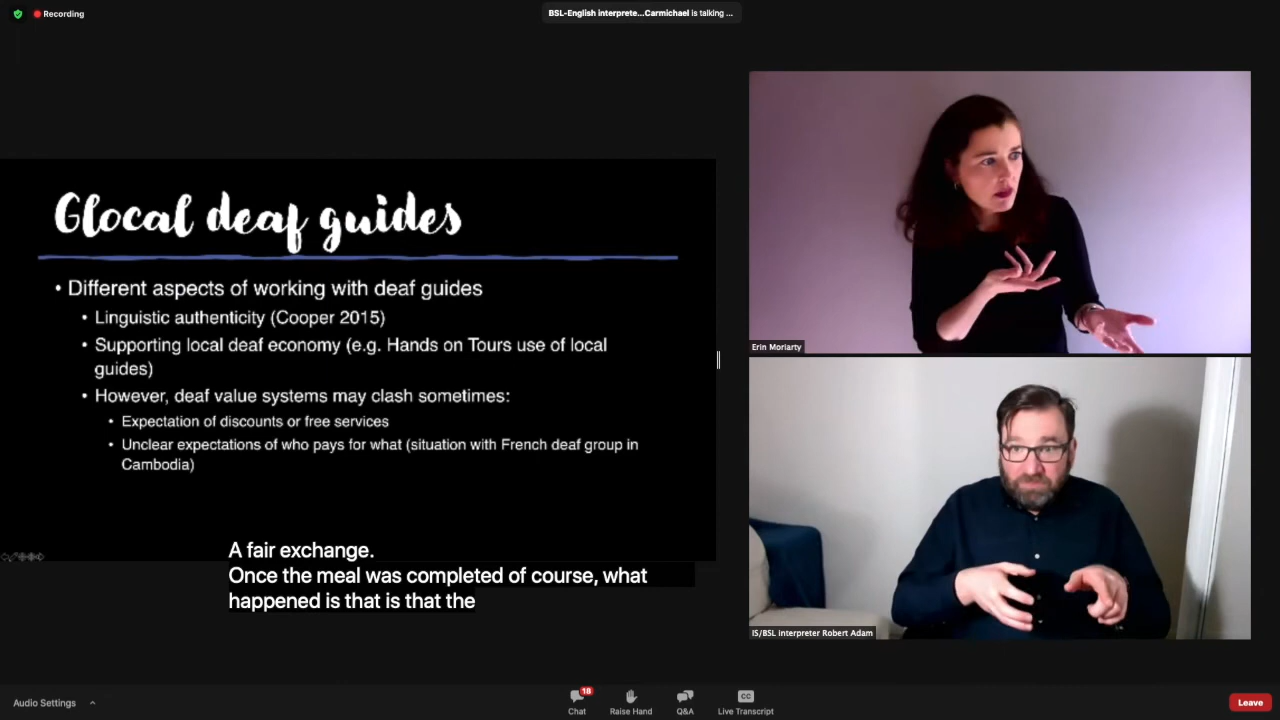 Recording
BSL-English interprete...Carmichael is talking ...
Glocal deaf guides
• Different aspects of working with deaf guides
• Linguistic authenticity (Cooper 2015)
• Supporting local deaf economy (e.g. Hands on Tours use of local
guides)
• However, deaf value systems may clash sometimes:
• Expectation of discounts or free services
• Unclear expectations of who pays for what (situation with French deaf group in
Cambodia)
A fair exchange.
Once the meal was completed of course, what
happened is that is that the
Erin Moriarty
IS/BSL interpreter Robert Adam
Audio Settings
18
Chat
Raise Hand
Q&A
CC
Live Transcript
Leave